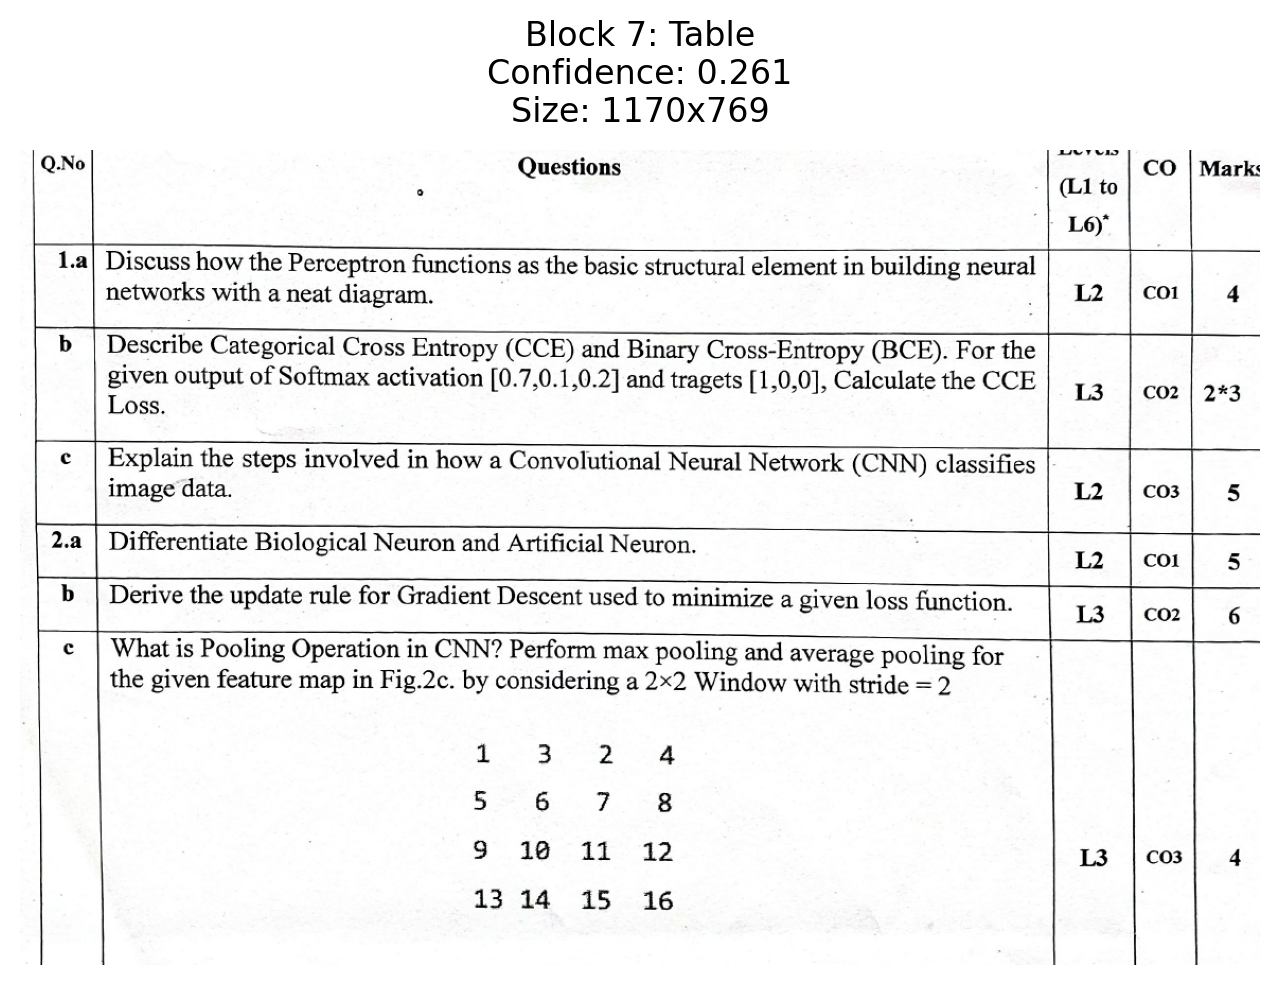 Block 7: Table
Confidence: 0.261
Size: 1170x769
Q.No Questions Levels CO Marks
(L1 to
L6)*
1.a Discuss how the Perceptron functions as the basic structural element in building neural
networks with a neat diagram. L2 CO1 4
b Describe Categorical Cross Entropy (CCE) and Binary Cross-Entropy (BCE). For the
given output of Softmax activation [0.7,0.1,0.2] and tragets [1,0,0], Calculate the CCE
Loss. L3 CO2 2*3
c Explain the steps involved in how a Convolutional Neural Network (CNN) classifies
image data. L2 CO3 5
2.a Differentiate Biological Neuron and Artificial Neuron. L2 CO1 5
b Derive the update rule for Gradient Descent used to minimize a given loss function. L3 CO2 6
c What is Pooling Operation in CNN? Perform max pooling and average pooling for
the given feature map in Fig.2c. by considering a 2×2 Window with stride = 2
1 3 2 4
5 6 7 8
9 10 11 12
L3 CO3 4
13 14 15 16